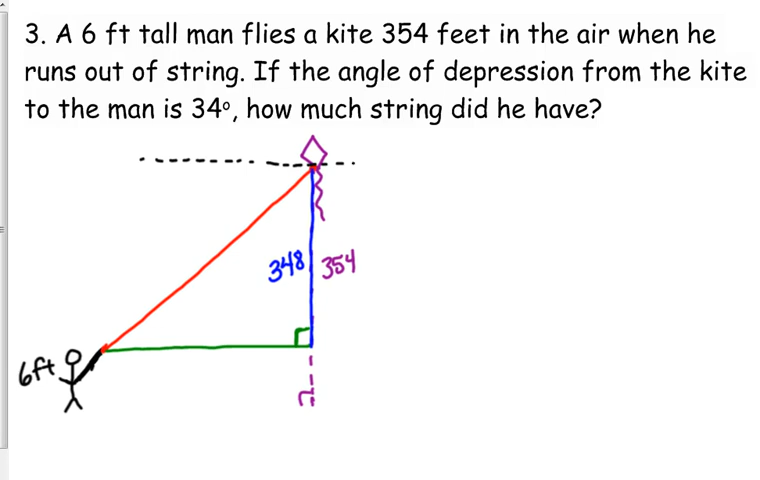 3. A 6 ft tall man flies a kite 354 feet in the air when he
runs out of string. If the angle of depression from the kite
to the man is 34°, how much string did he have?
348 354
6ft